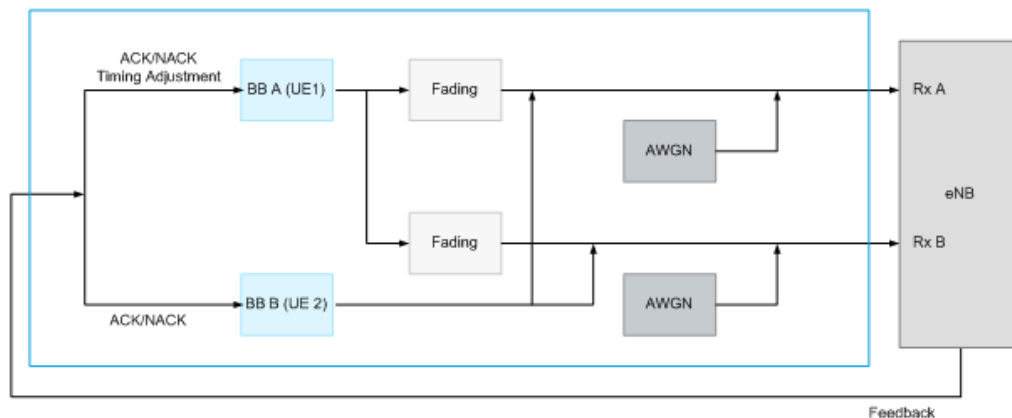 ACK/NACK
Timing Adjustment
BB A (UE1)
Fading
Rx A
AWGN
eNB
Fading
Rx B
BB B (UE 2)
AWGN
ACK/NACK
Feedback